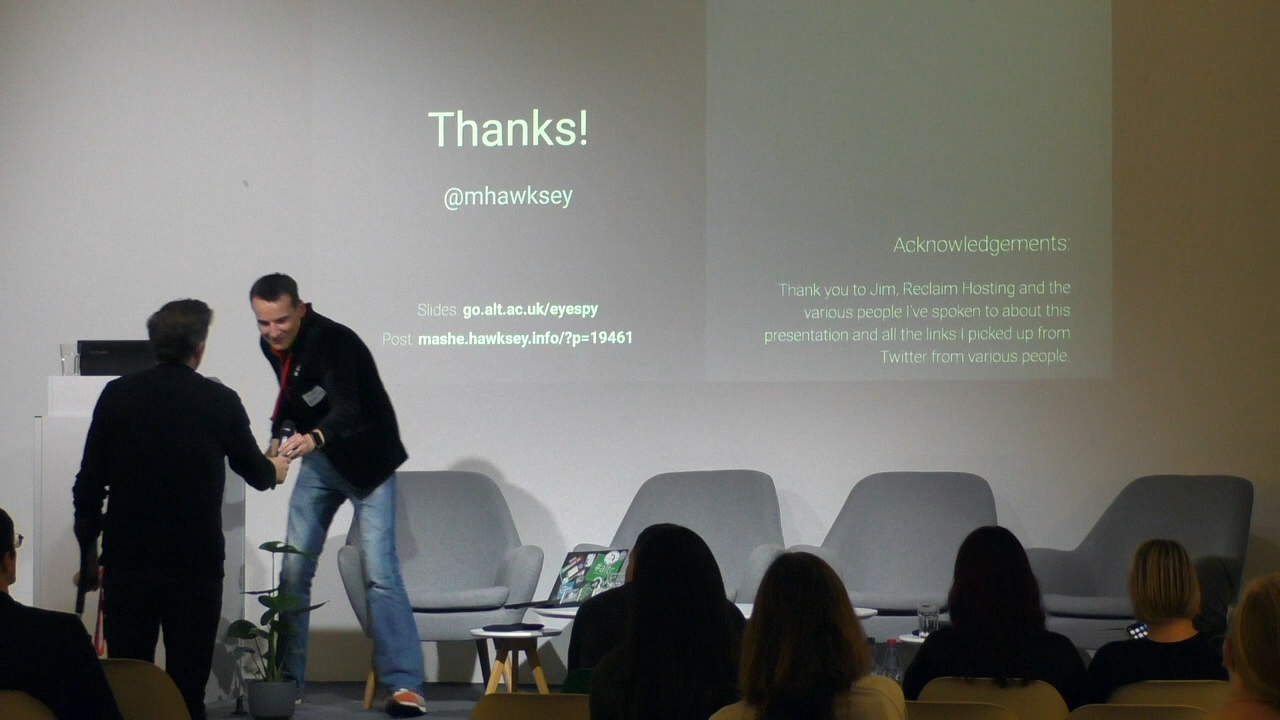 Thanks!
@mhawksey
Slides: go.alt.ac.uk/eyespy
Post: mashe.hawksey.info/?p=19461
Acknowledgements:
Thank you to Jim, Reclaim Hosting and the
various people I've spoken to about this
presentation and all the links I picked up from
Twitter from various people.